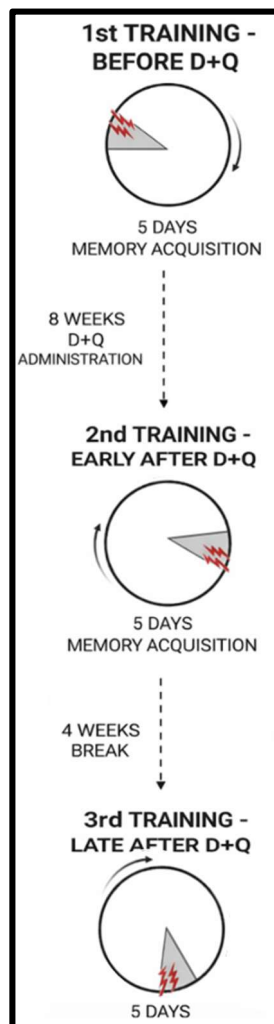 1st TRAINING -
BEFORE D+Q
5 DAYS
MEMORY ACQUISITION
8 WEEKS
D+Q
ADMINISTRATION
2nd TRAINING -
EARLY AFTER D+Q
5 DAYS
MEMORY ACQUISITION
4 WEEKS
BREAK
3rd TRAINING -
LATE AFTER D+Q
5 DAYS